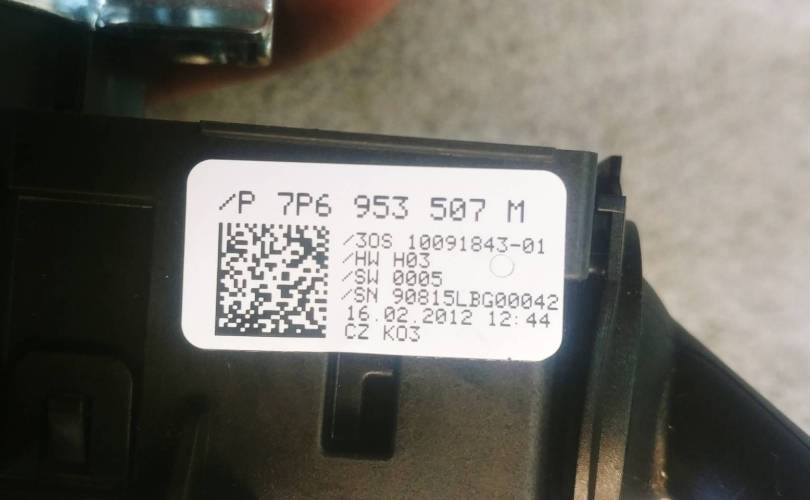 /P 7P6 953 507 M
/3OS 10091843-01
/HW H03
/SW 0005
/SN 90815LBG00042
16.02.2012 12:44
CZ K03